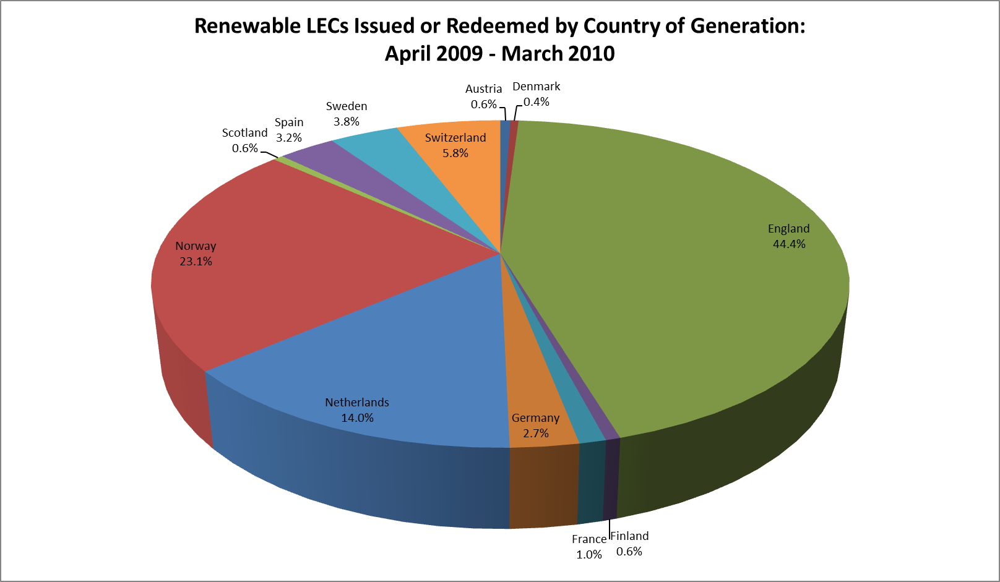 Renewable LECs Issued or Redeemed by Country of Generation:
April 2009 - March 2010
Austria
0.6%
Denmark
0.4%
England
44.4%
Finland
0.6%
France
1.0%
Germany
2.7%
Netherlands
14.0%
Norway
23.1%
Scotland
0.6%
Spain
3.2%
Sweden
3.8%
Switzerland
5.8%